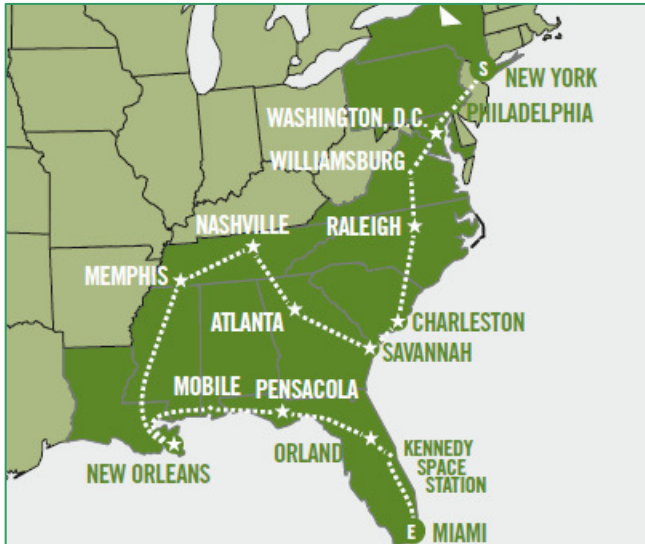 S
NEW YORK
PHILADELPHIA
WASHINGTON, D.C.
WILLIAMSBURG
RALEIGH
NASHVILLE
MEMPHIS
ATLANTA
CHARLESTON
SAVANNAH
MOBILE
PENSACOLA
NEW ORLEANS
ORLAND
KENNEDY
SPACE
STATION
E
MIAMI